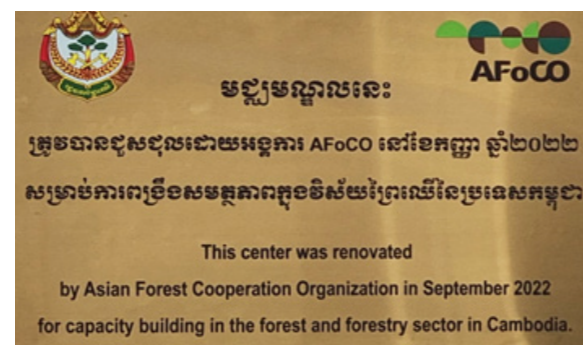 AFoCO
មជ្ឈមណ្ឌលនេះ
ត្រូវបានជួសជុលដោយអង្គការ AFoCO នៅខែកញ្ញា ឆ្នាំ២០២២
សម្រាប់ការពង្រឹងសមត្ថភាពក្នុងវិស័យព្រៃឈើនៃប្រទេសកម្ពុជា
This center was renovated
by Asian Forest Cooperation Organization in September 2022
for capacity building in the forest and forestry sector in Cambodia.